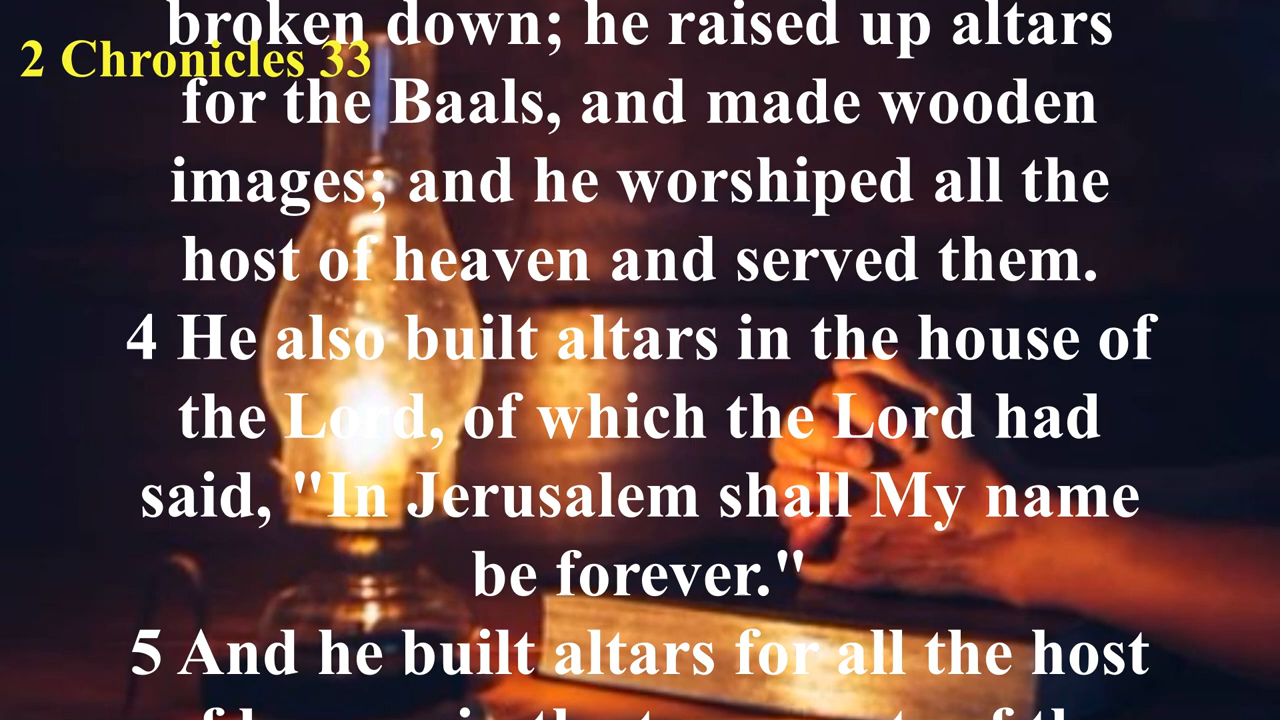 broken down; he raised up altars
2 Chronicles 33
for the Baals, and made wooden
images; and he worshiped all the
host of heaven and served them.
4 He also built altars in the house of
the Lord, of which the Lord had
said, "In Jerusalem shall My name
be forever."
5 And he built altars for all the host